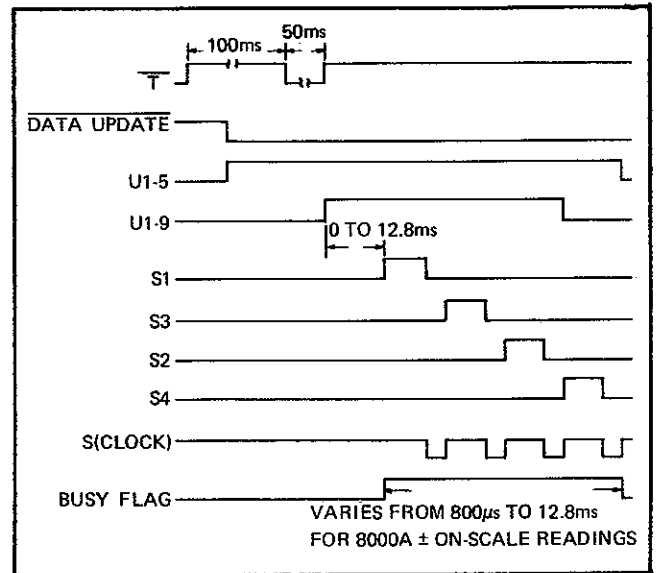 50ms
100ms
T
DATA UPDATE
U1-5
U1-9
0 TO 12.8ms
S1
S3
S2
S4
S(CLOCK)
BUSY FLAG
VARIES FROM 800µs TO 12.8ms
FOR 8000A ± ON-SCALE READINGS